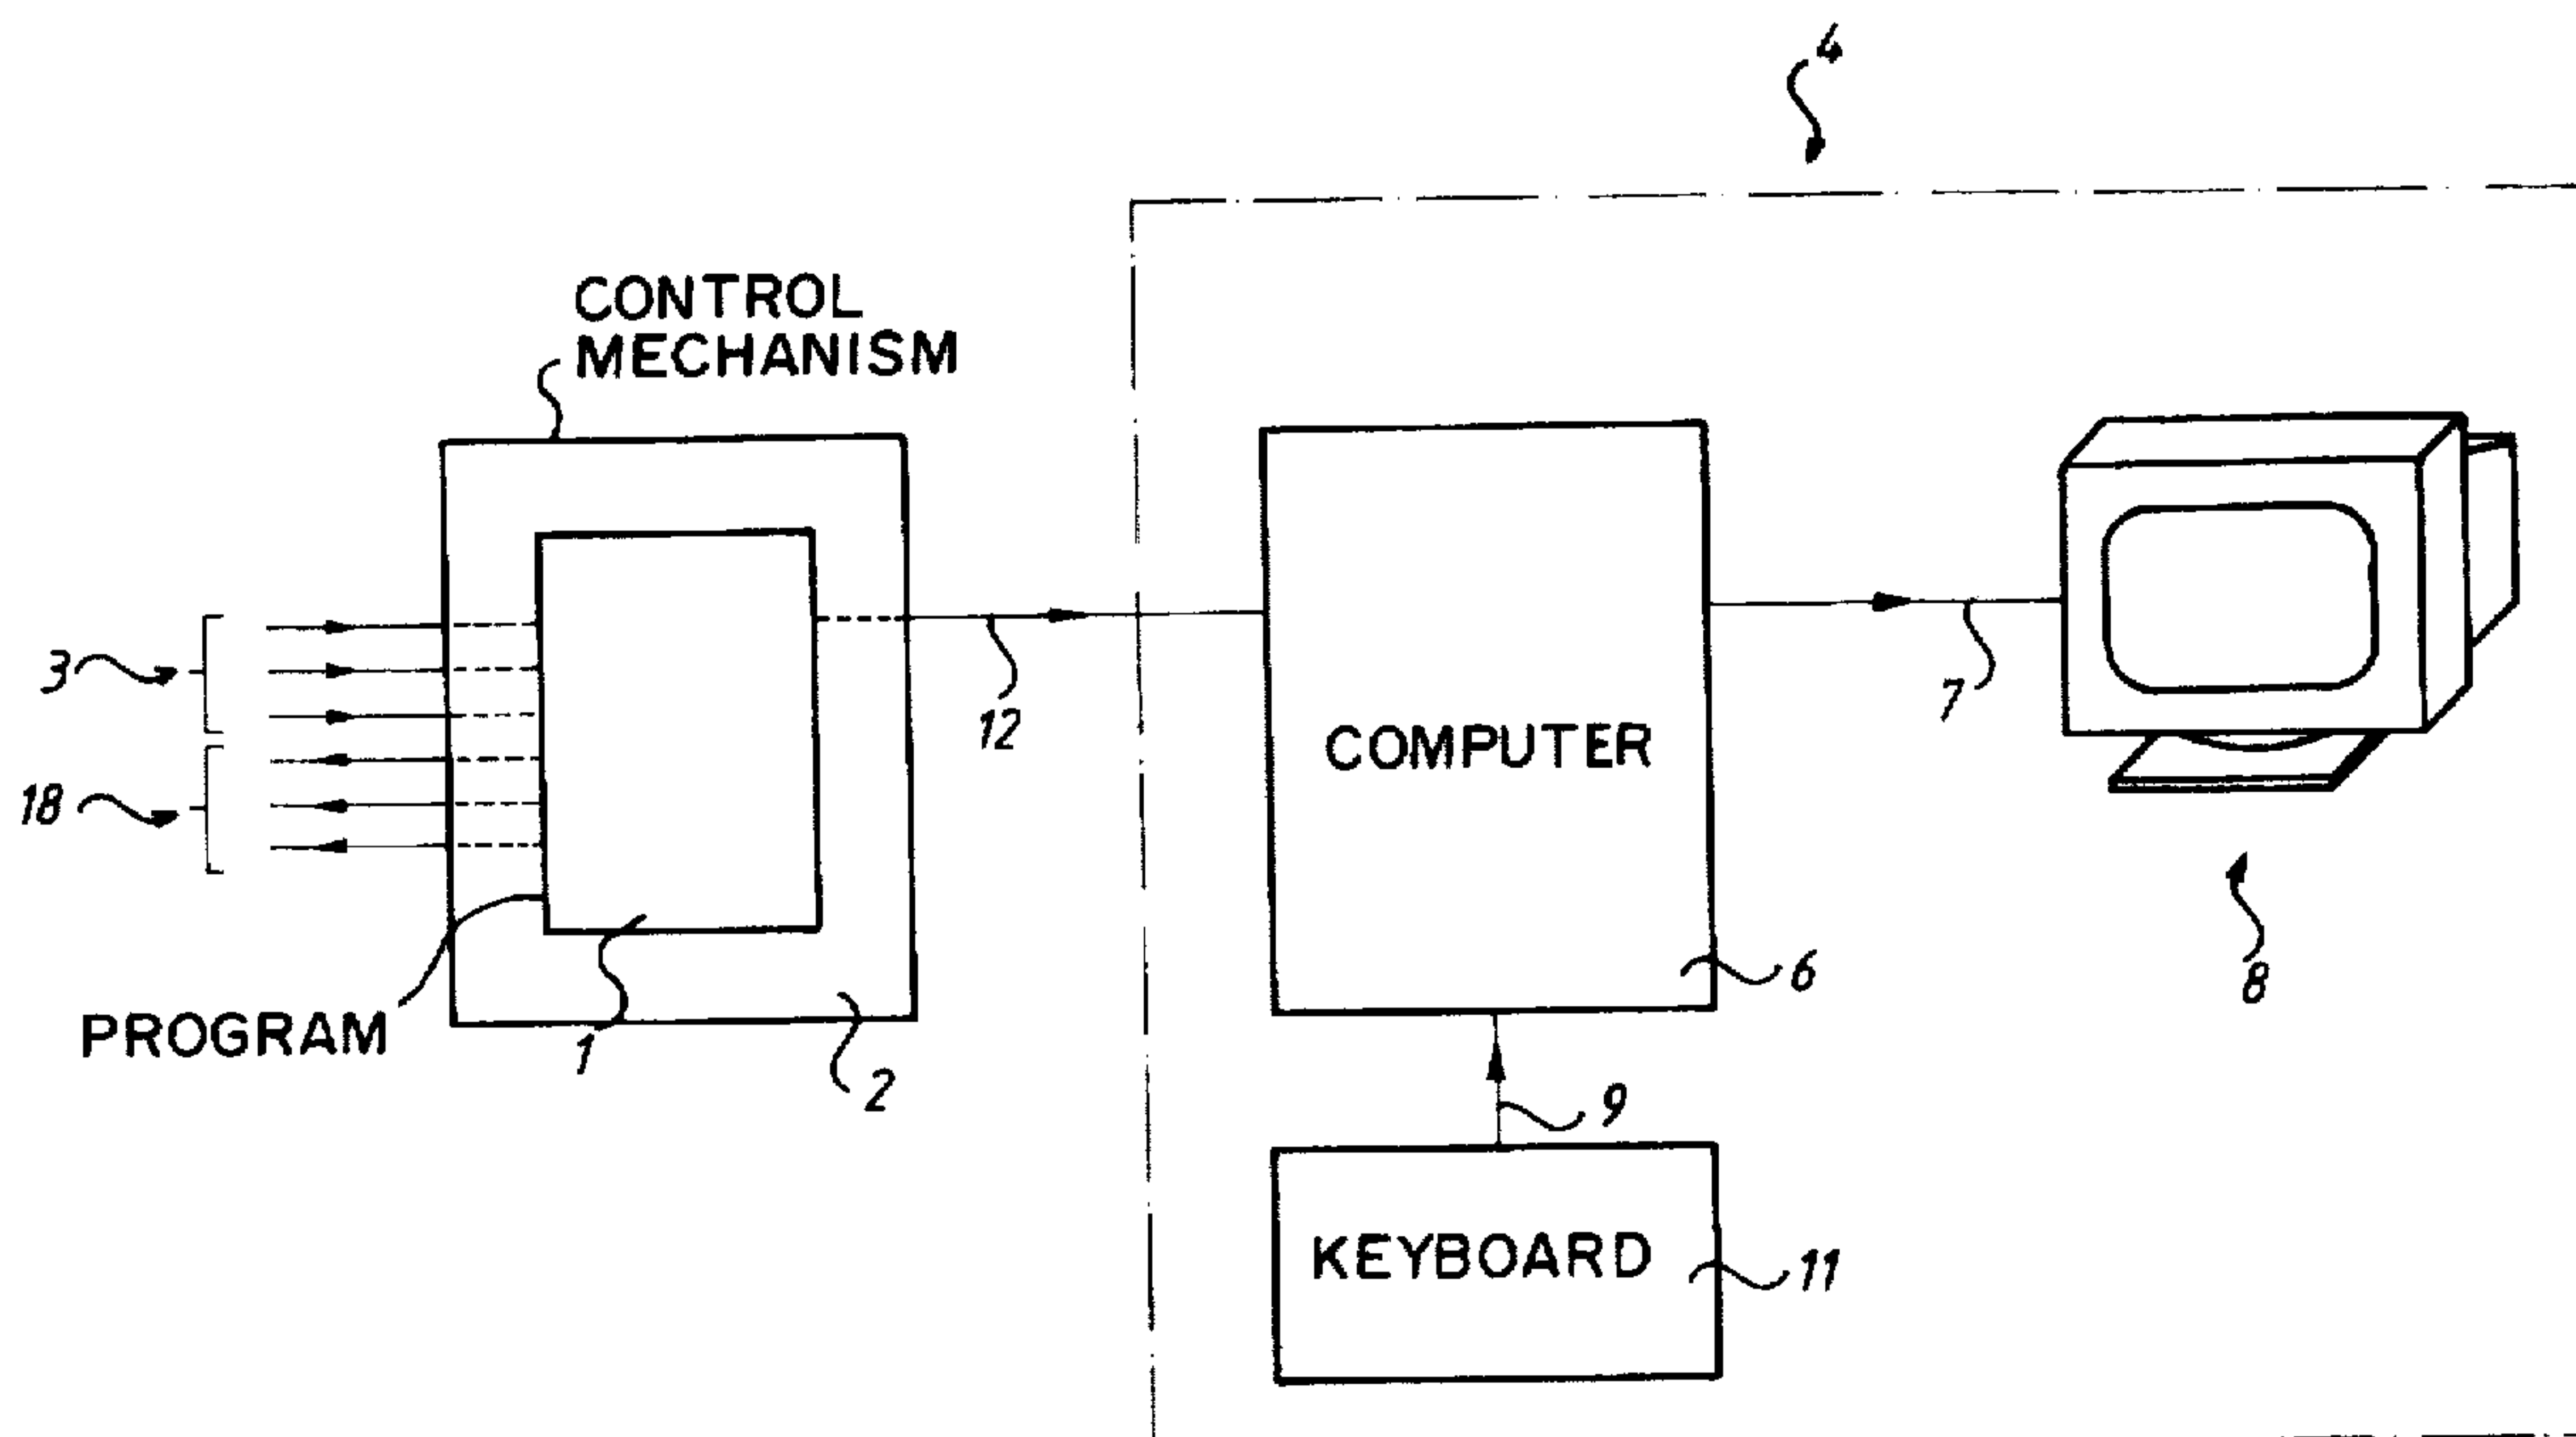 4
CONTROL
MECHANISM
3
12
7
COMPUTER
18
6
8
PROGRAM
1
2
9
KEYBOARD
11